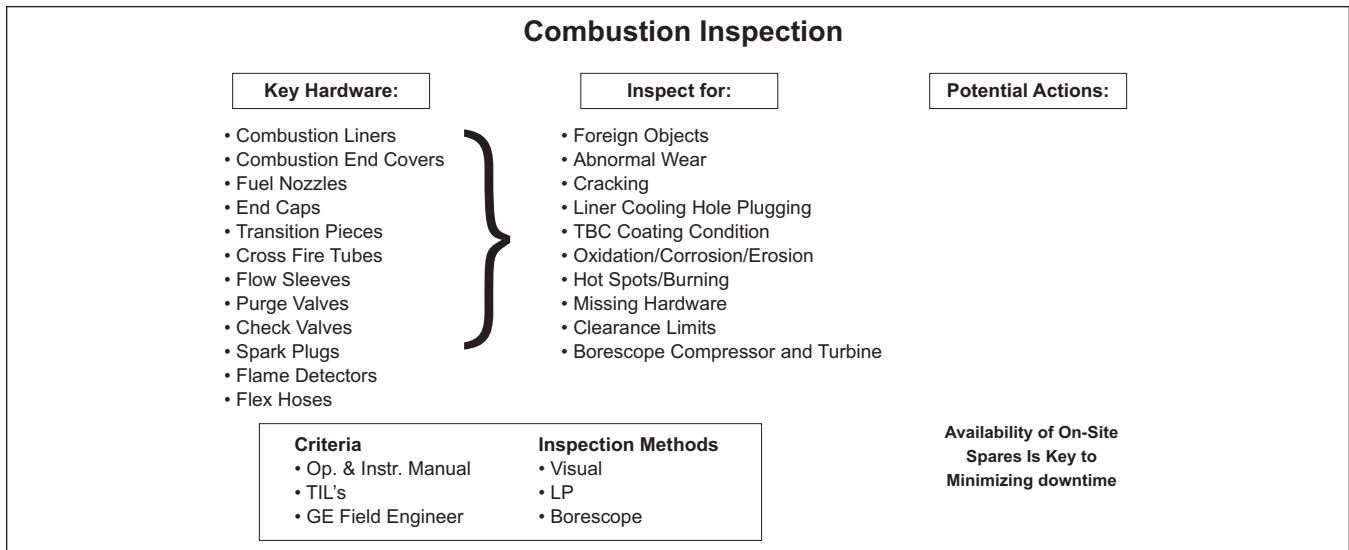 Combustion Inspection
Key Hardware:
• Combustion Liners
• Combustion End Covers
• Fuel Nozzles
• End Caps
• Transition Pieces
• Cross Fire Tubes
• Flow Sleeves
• Purge Valves
• Check Valves
• Spark Plugs
• Flame Detectors
• Flex Hoses
Inspect for:
• Foreign Objects
• Abnormal Wear
• Cracking
• Liner Cooling Hole Plugging
• TBC Coating Condition
• Oxidation/Corrosion/Erosion
• Hot Spots/Burning
• Missing Hardware
• Clearance Limits
• Borescope Compressor and Turbine
Potential Actions:
Criteria
• Op. & Instr. Manual
• TIL's
• GE Field Engineer
Inspection Methods
• Visual
• LP
• Borescope
Availability of On-Site
Spares Is Key to
Minimizing downtime